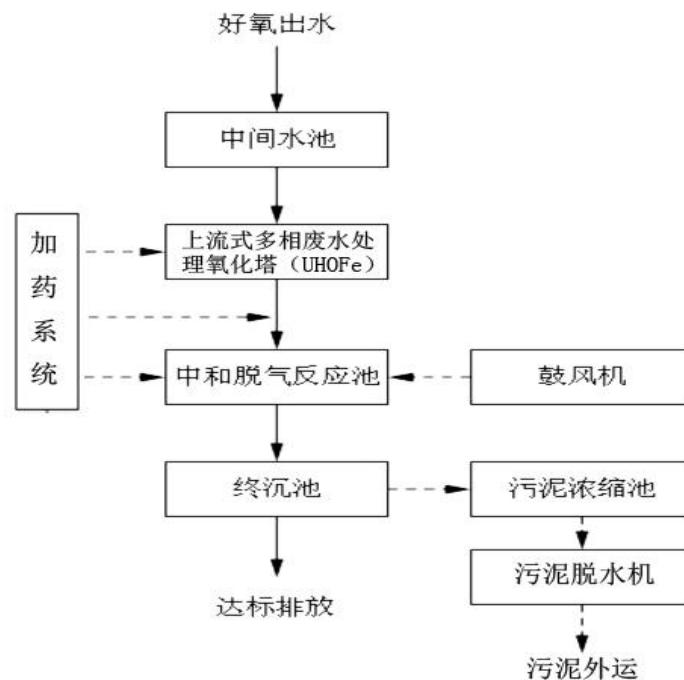 好氧出水
中间水池
加药系统
上流式多相废水处
理氧化塔（UHOFe）
中和脱气反应池
鼓风机
终沉池
污泥浓缩池
污泥脱水机
达标排放
污泥外运